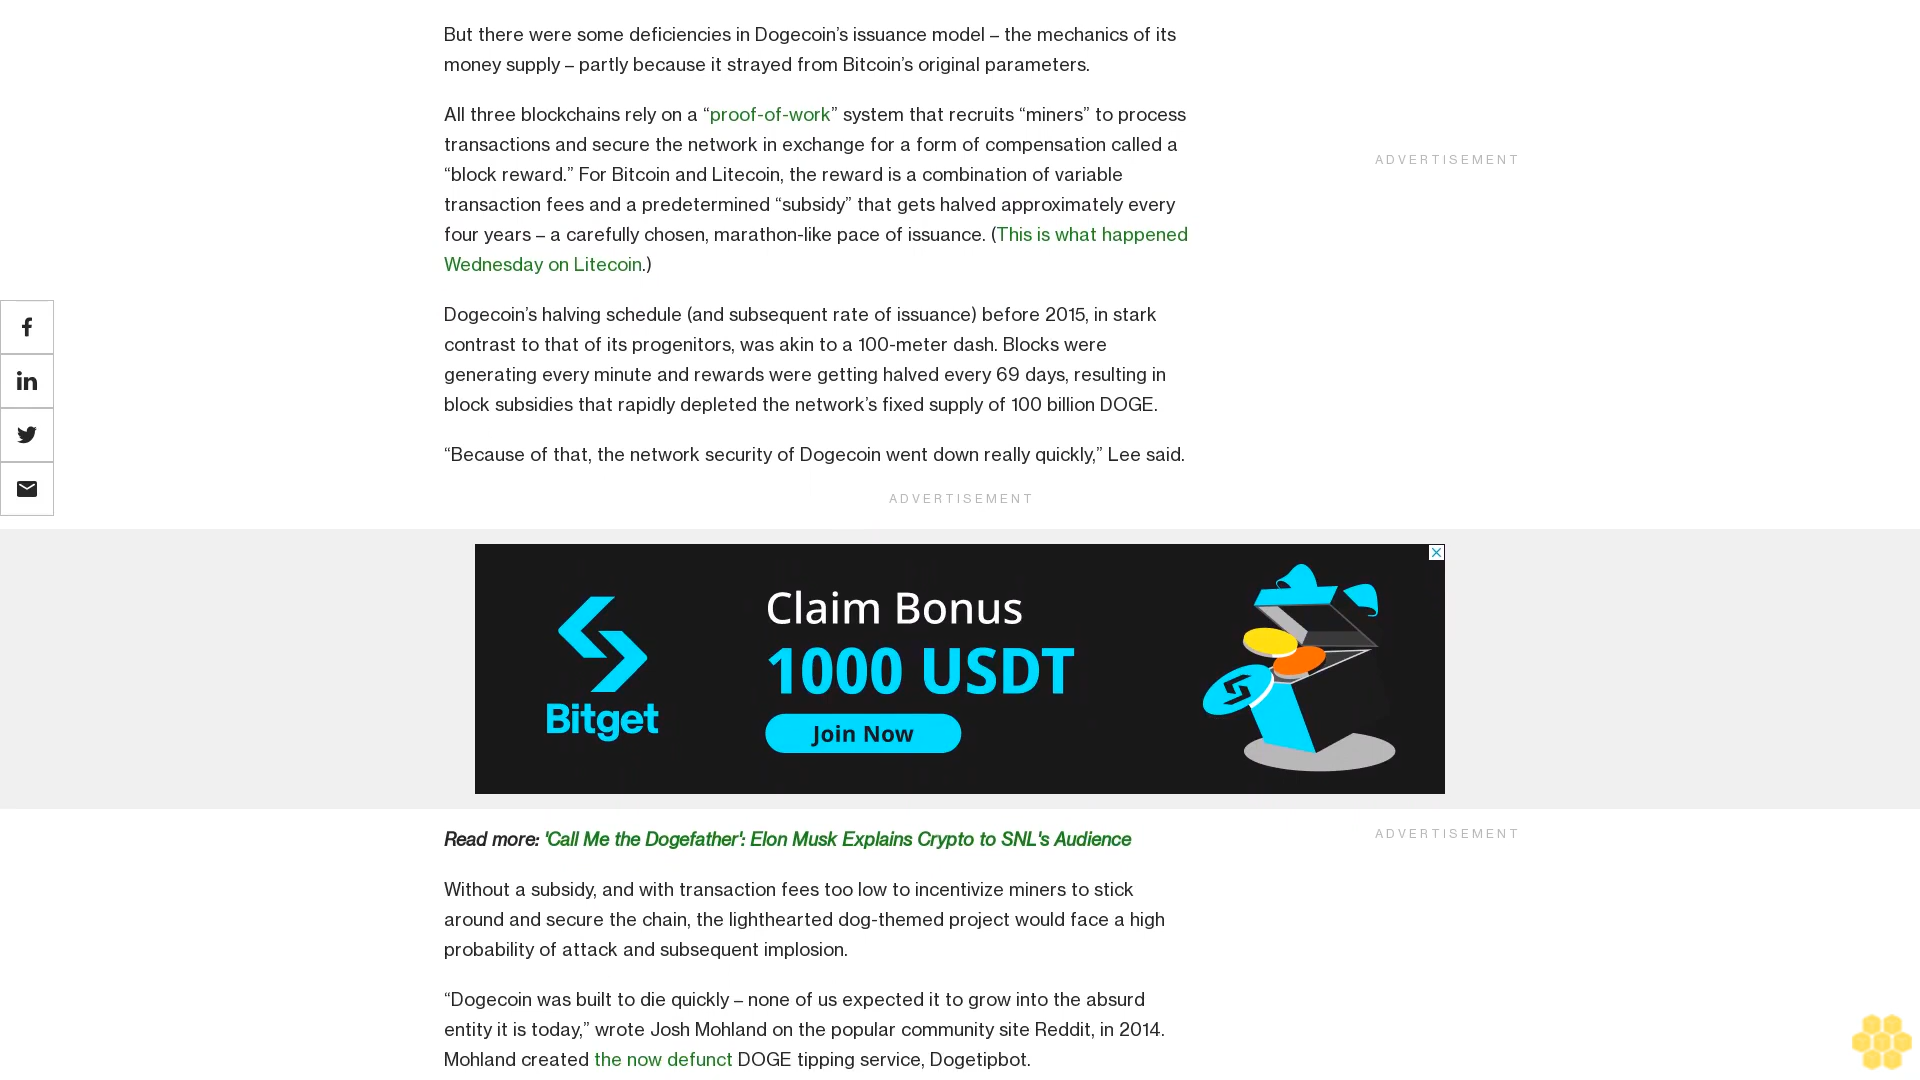 But there were some deficiencies in Dogecoin’s issuance model – the mechanics of its
money supply – partly because it strayed from Bitcoin’s original parameters.
All three blockchains rely on a “proof-of-work” system that recruits “miners” to process
transactions and secure the network in exchange for a form of compensation called a
“block reward.” For Bitcoin and Litecoin, the reward is a combination of variable
transaction fees and a predetermined “subsidy” that gets halved approximately every
four years – a carefully chosen, marathon-like pace of issuance. (This is what happened
Wednesday on Litecoin.)
ADVERTISEMENT
Dogecoin’s halving schedule (and subsequent rate of issuance) before 2015, in stark
contrast to that of its progenitors, was akin to a 100-meter dash. Blocks were
generating every minute and rewards were getting halved every 69 days, resulting in
block subsidies that rapidly depleted the network’s fixed supply of 100 billion DOGE.
“Because of that, the network security of Dogecoin went down really quickly,” Lee said.
ADVERTISEMENT
Bitget
Claim Bonus
1000 USDT
Join Now
Read more: 'Call Me the Dogefather': Elon Musk Explains Crypto to SNL's Audience
ADVERTISEMENT
Without a subsidy, and with transaction fees too low to incentivize miners to stick
around and secure the chain, the lighthearted dog-themed project would face a high
probability of attack and subsequent implosion.
“Dogecoin was built to die quickly – none of us expected it to grow into the absurd
entity it is today,” wrote Josh Mohland on the popular community site Reddit, in 2014.
Mohland created the now defunct DOGE tipping service, Dogetipbot.